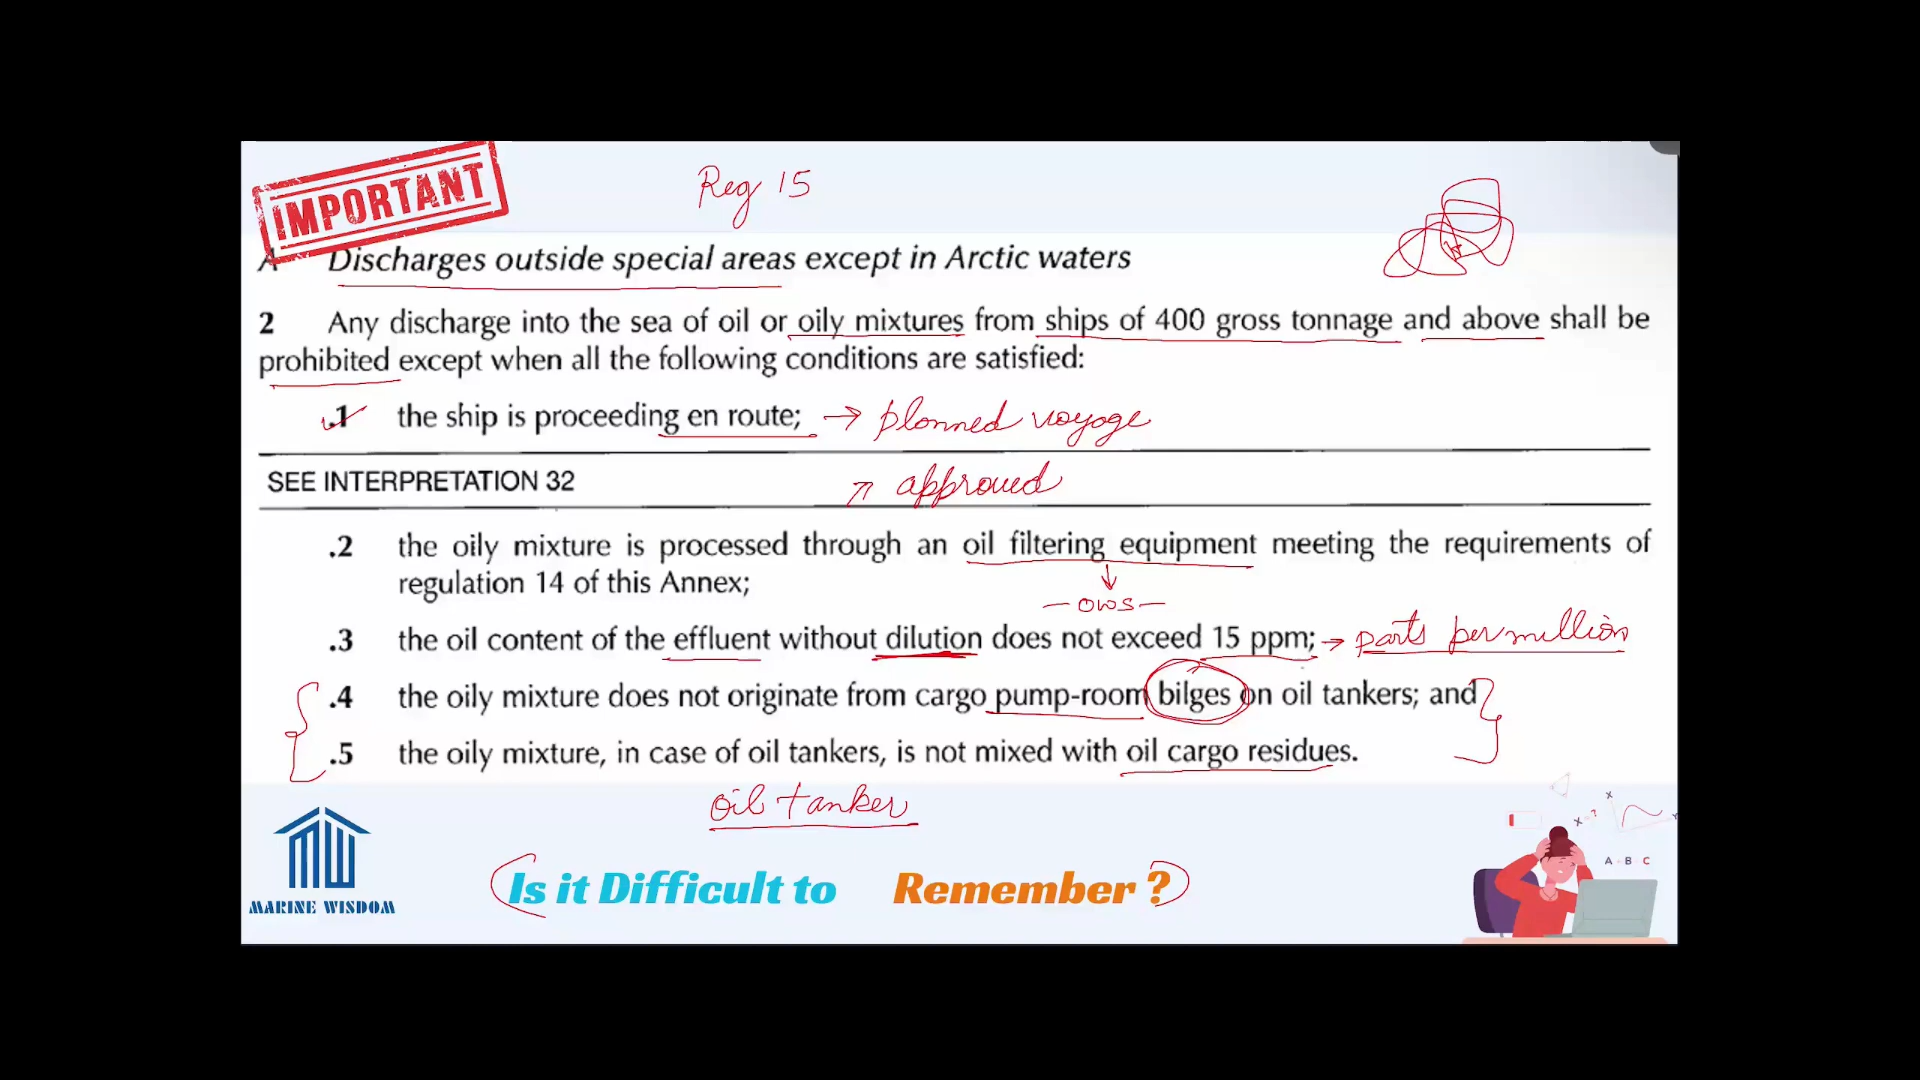 IMPORTANT
Reg 15
A Discharges outside special areas except in Arctic waters
2 Any discharge into the sea of oil or oily mixtures from ships of 400 gross tonnage and above shall be
prohibited except when all the following conditions are satisfied:
.1 the ship is proceeding en route; → planned voyage
SEE INTERPRETATION 32
approved
.2 the oily mixture is processed through an oil filtering equipment meeting the requirements of
regulation 14 of this Annex;
— OWS —
.3 the oil content of the effluent without dilution does not exceed 15 ppm; → parts per million
.4 the oily mixture does not originate from cargo pump-room bilges on oil tankers; and
.5 the oily mixture, in case of oil tankers, is not mixed with oil cargo residues.
oil tanker
MW
MARINE WISDOM
Is it Difficult to Remember ?
X
X = ?
A - B C